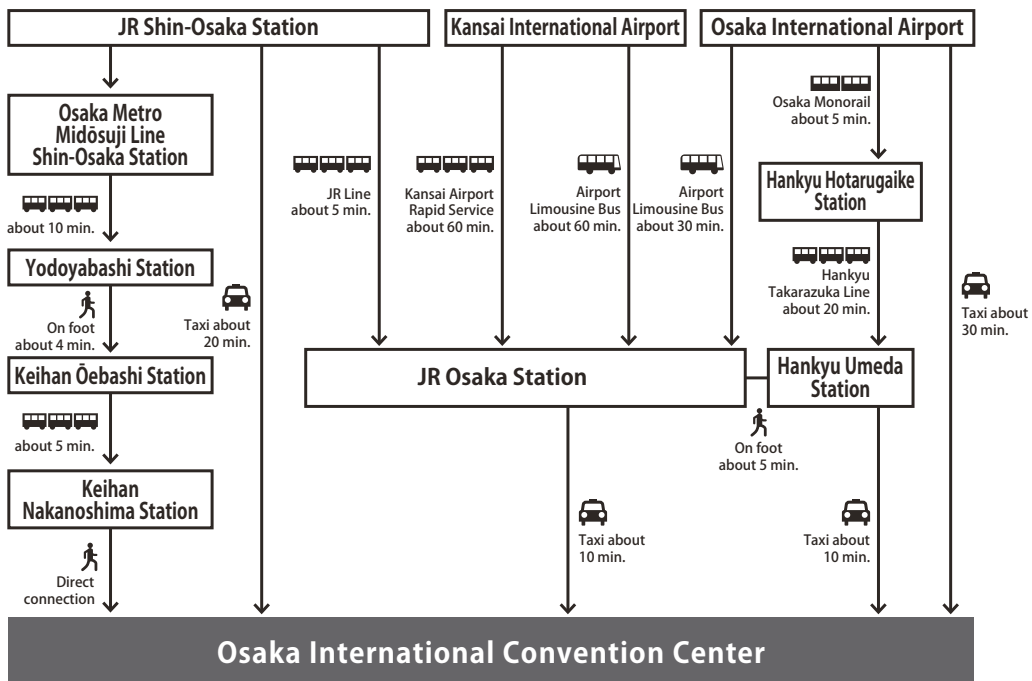 JR Shin-Osaka Station
Kansai International Airport
Osaka International Airport
Osaka Metro
Midōsuji Line
Shin-Osaka Station
about 10 min.
Yodoyabashi Station
On foot
about 4 min.
Keihan Ōebashi Station
about 5 min.
Keihan
Nakanoshima Station
Direct
connection
Taxi about
20 min.
JR Line
about 5 min.
Kansai Airport
Rapid Service
about 60 min.
Airport
Limousine Bus
about 60 min.
Airport
Limousine Bus
about 30 min.
Osaka Monorail
about 5 min.
Hankyu Hotarugaike
Station
Hankyu
Takarazuka Line
about 20 min.
Taxi about
30 min.
JR Osaka Station
Hankyu Umeda
Station
On foot
about 5 min.
Taxi about
10 min.
Taxi about
10 min.
Osaka International Convention Center